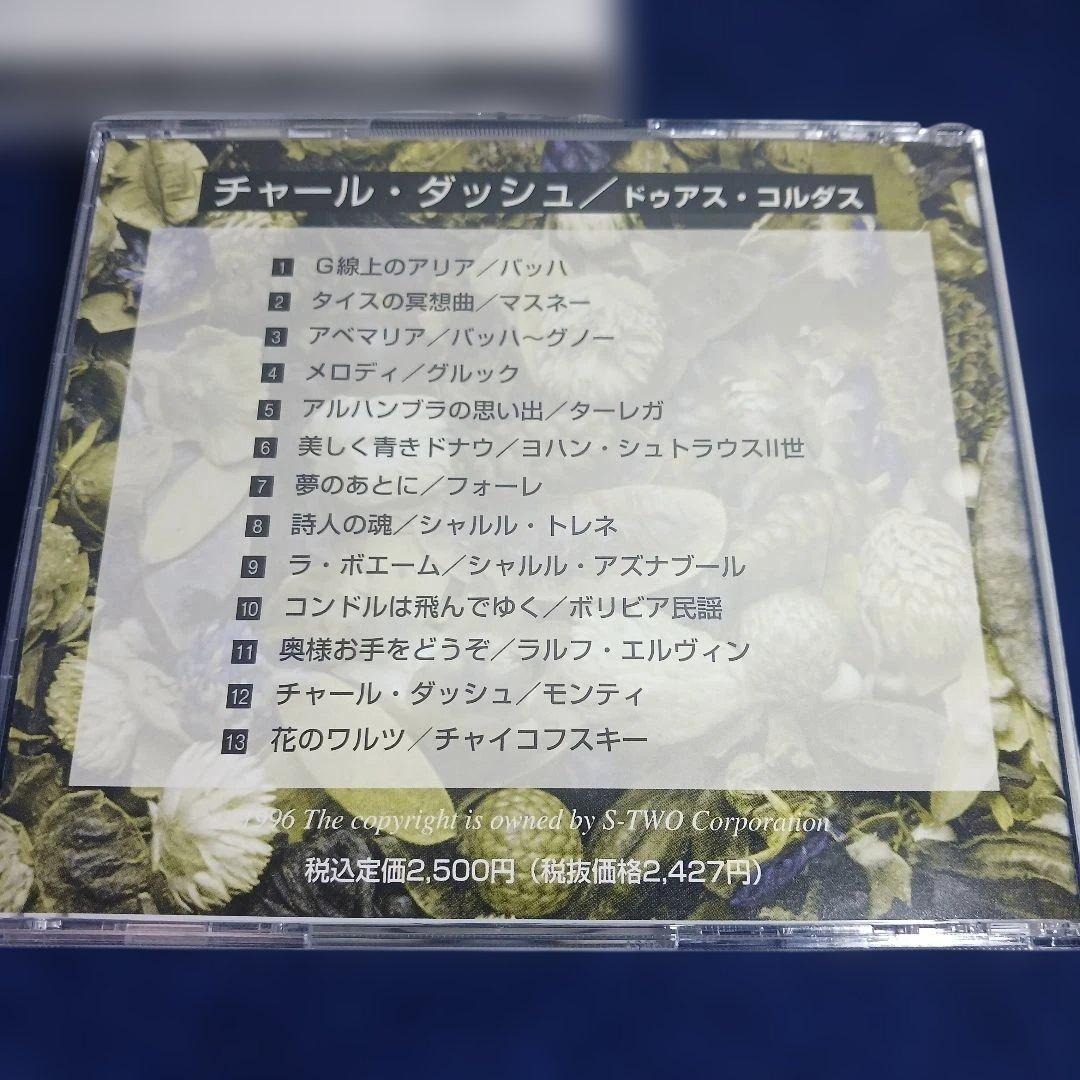 チャール・ダッシュ／ドゥアス・コルダス
1 G線上のアリア／バッハ
2 タイスの冥想曲／マスネー
3 アベマリア／バッハ〜グノー
4 メロディ／グルック
5 アルハンブラの思い出／ターレガ
6 美しく青きドナウ／ヨハン・シュトラウスII世
7 夢のあとに／フォーレ
8 詩人の魂／シャルル・トレネ
9 ラ・ボエーム／シャルル・アズナブール
10 コンドルは飛んでゆく／ボリビア民謡
11 奥様お手をどうぞ／ラルフ・エルヴィン
12 チャール・ダッシュ／モンティ
13 花のワルツ／チャイコフスキー
1996 The copyright is owned by S-TWO Corporation
税込定価2,500円（税抜価格2,427円）